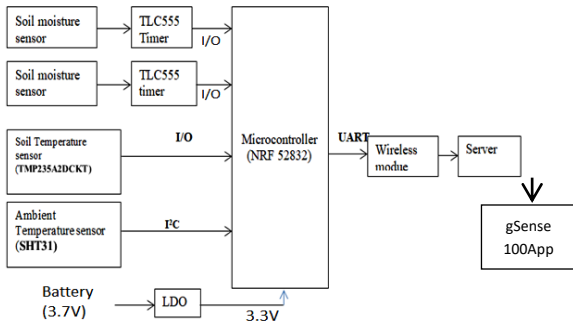 Soil moisture
sensor
TLC555
Timer
I/O
Soil moisture
sensor
TLC555
timer
I/O
Soil Temperature
sensor
(TMP235A2DCKT)
I/O
Ambient
Temperature sensor
(SHT31)
I²C
Microcontroller
(NRF 52832)
UART
Wireless
modue
Server
gSense
100App
Battery
(3.7V)
LDO
3.3V